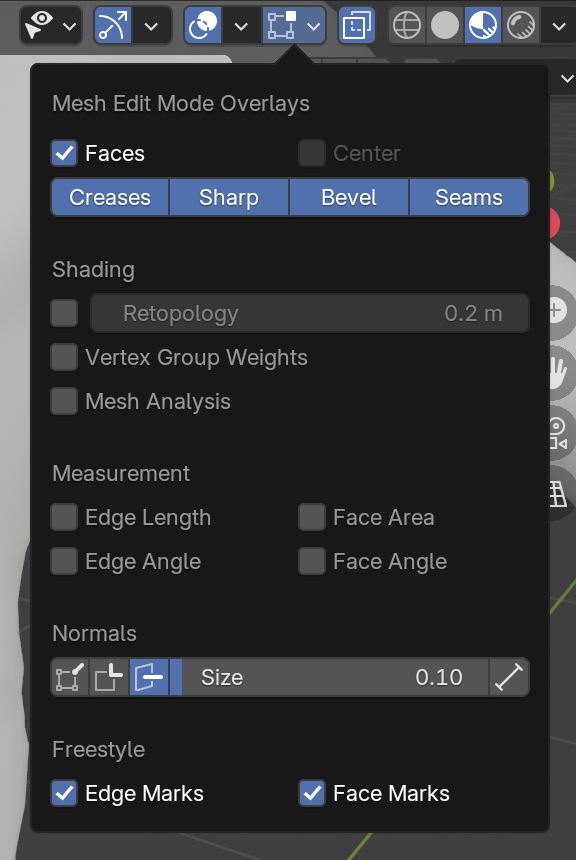 Mesh Edit Mode Overlays
Faces Center
Creases Sharp Bevel Seams
Shading
Retopology 0.2 m
Vertex Group Weights
Mesh Analysis
Measurement
Edge Length Face Area
Edge Angle Face Angle
Normals
Size 0.10
Freestyle
Edge Marks Face Marks